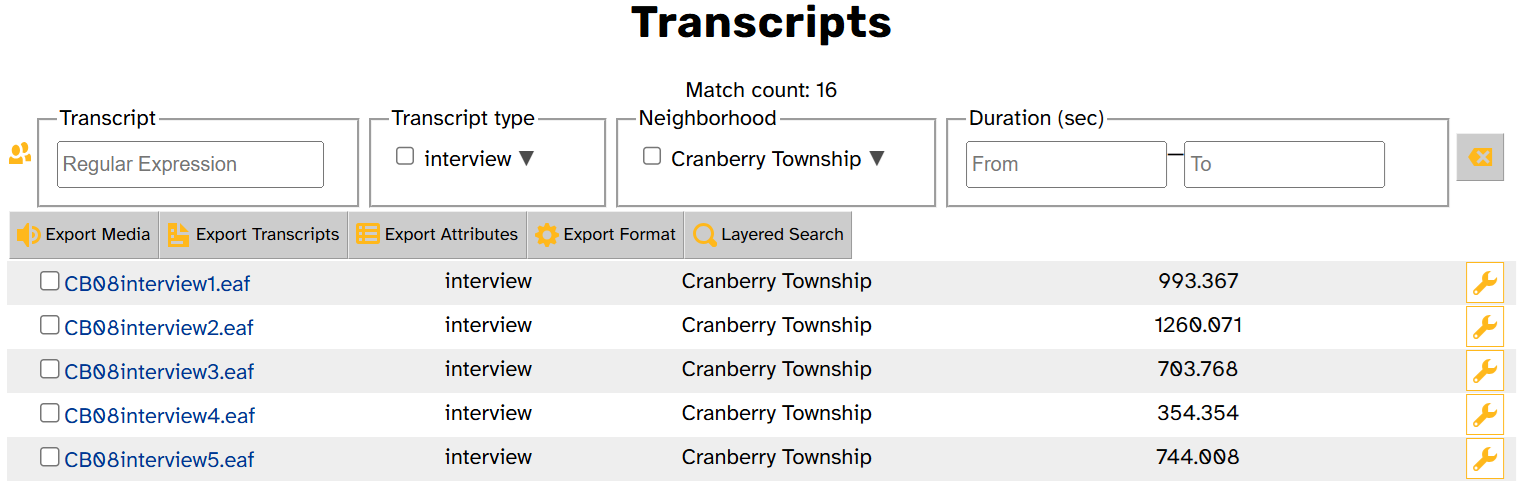 Transcripts
Match count: 16
Transcript Transcript type Neighborhood Duration (sec)
Regular Expression interview ▼ Cranberry Township ▼ From – To
Export Media Export Transcripts Export Attributes Export Format Layered Search
CB08interview1.eaf interview Cranberry Township 993.367
CB08interview2.eaf interview Cranberry Township 1260.071
CB08interview3.eaf interview Cranberry Township 703.768
CB08interview4.eaf interview Cranberry Township 354.354
CB08interview5.eaf interview Cranberry Township 744.008